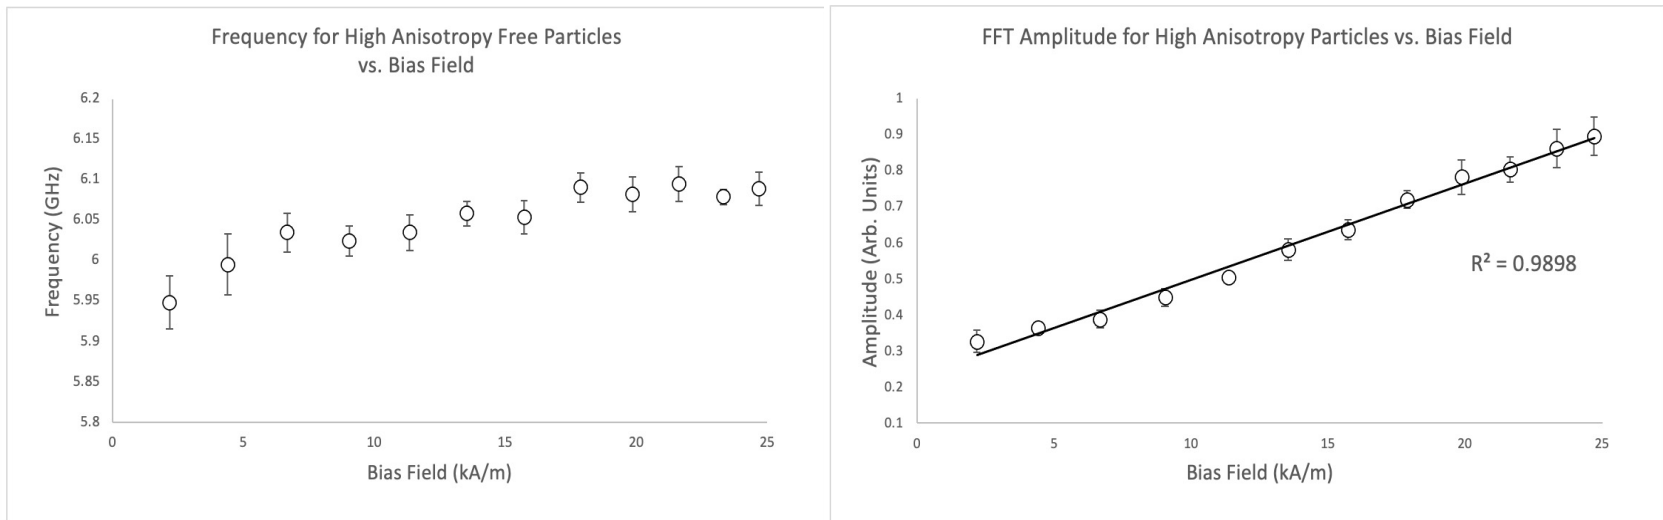 Frequency for High Anisotropy Free Particles
vs. Bias Field
6.2
6.15
6.1
6.05
6
5.95
5.9
5.85
5.8
Frequency (GHz)
0 5 10 15 20 25
Bias Field (kA/m)
FFT Amplitude for High Anisotropy Particles vs. Bias Field
1
0.9
0.8
0.7
0.6
0.5
0.4
0.3
0.2
0.1
Amplitude (Arb. Units)
R² = 0.9898
0 5 10 15 20 25
Bias Field (kA/m)